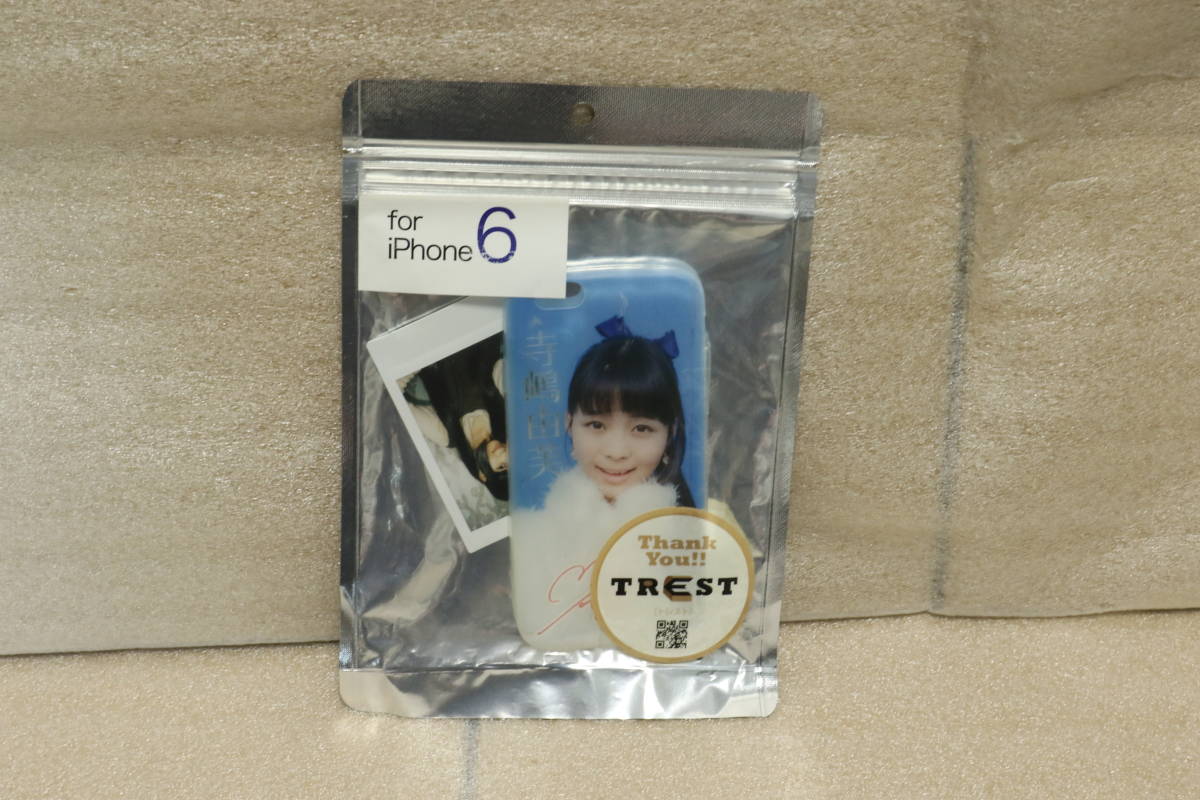 for
iPhone 6
寺嶋由芙
Thank
You!!
TREST